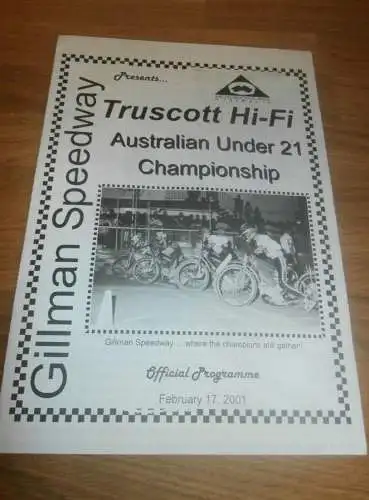 Presents...
Truscott Hi-Fi
Australian Under 21
Championship
Gillman Speedway
Gillman Speedway ... where the champions still gather!
Official Programme
February 17, 2001